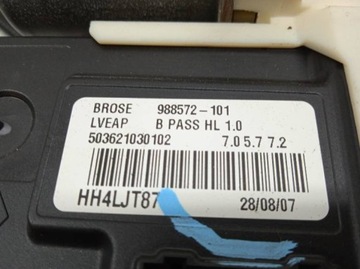 BROSE 988572-101
LVEAP B PASS HL 1.0
503621030102 7.0 5.7 7.2
HH4LJT87
28/08/07